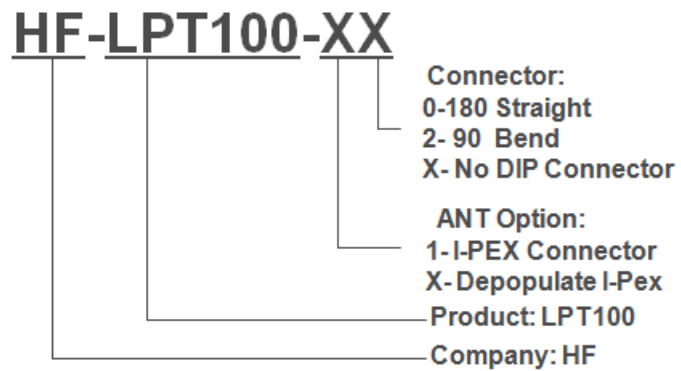 HF-LPT100-XX
Connector:
0-180 Straight
2- 90 Bend
X- No DIP Connector
ANT Option:
1- I-PEX Connector
X- Depopulate I-Pex
Product: LPT100
Company: HF